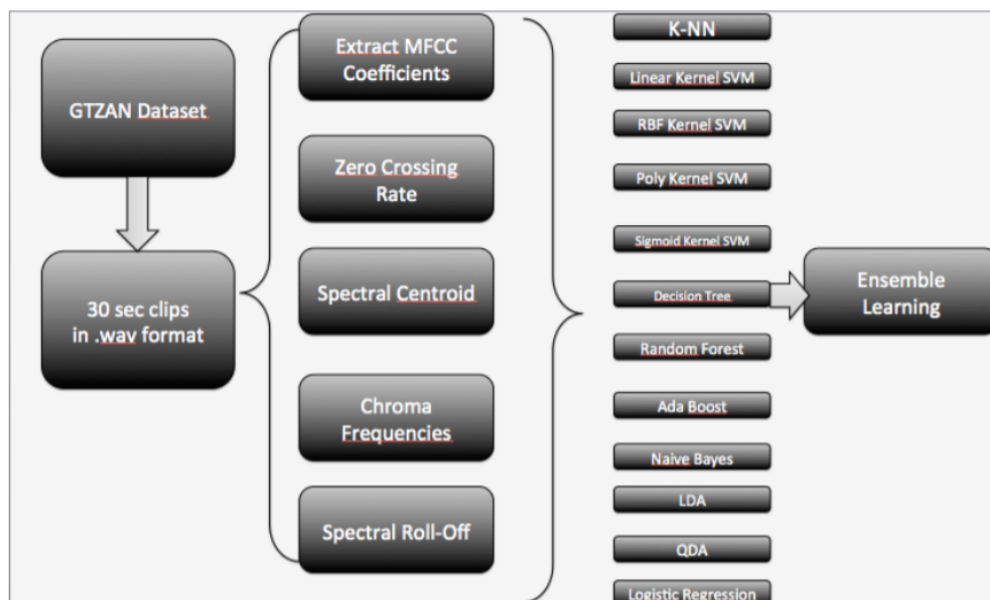 GTZAN Dataset
30 sec clips
in .wav format
Extract MFCC
Coefficients
Zero Crossing
Rate
Spectral Centroid
Chroma
Frequencies
Spectral Roll-Off
K-NN
Linear Kernel SVM
RBF Kernel SVM
Poly Kernel SVM
Sigmoid Kernel SVM
Decision Tree
Random Forest
Ada Boost
Naive Bayes
LDA
QDA
Logistic Regression
Ensemble
Learning